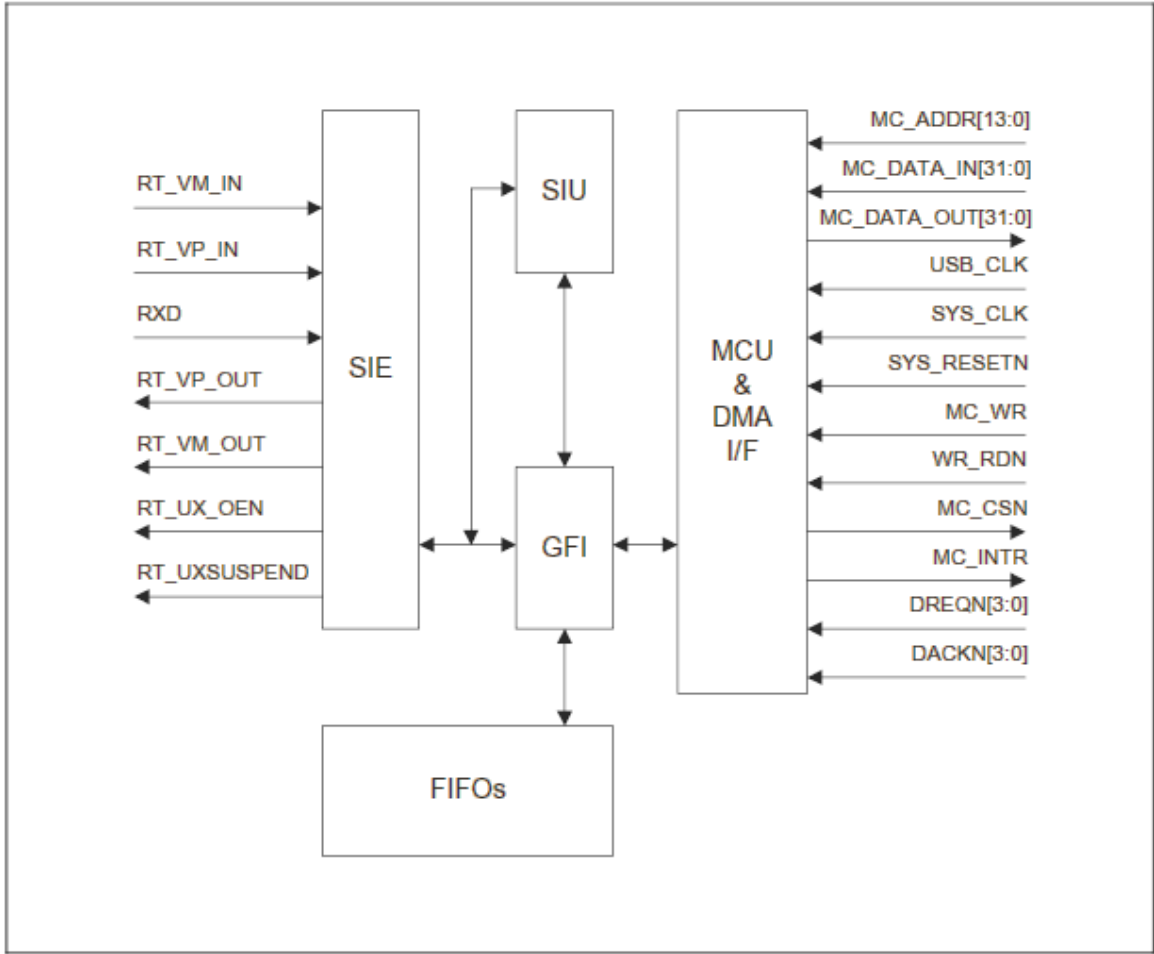 MC_ADDR[13:0]
RT_VM_IN
SIU
MC_DATA_IN[31:0]
MC_DATA_OUT[31:0]
RT_VP_IN
USB_CLK
RXD
SYS_CLK
SIE
MCU
&
DMA
I/F
SYS_RESETN
RT_VP_OUT
MC_WR
RT_VM_OUT
WR_RDN
RT_UX_OEN
MC_CSN
GFI
MC_INTR
RT_UXSUSPEND
DREQN[3:0]
DACKN[3:0]
FIFOs